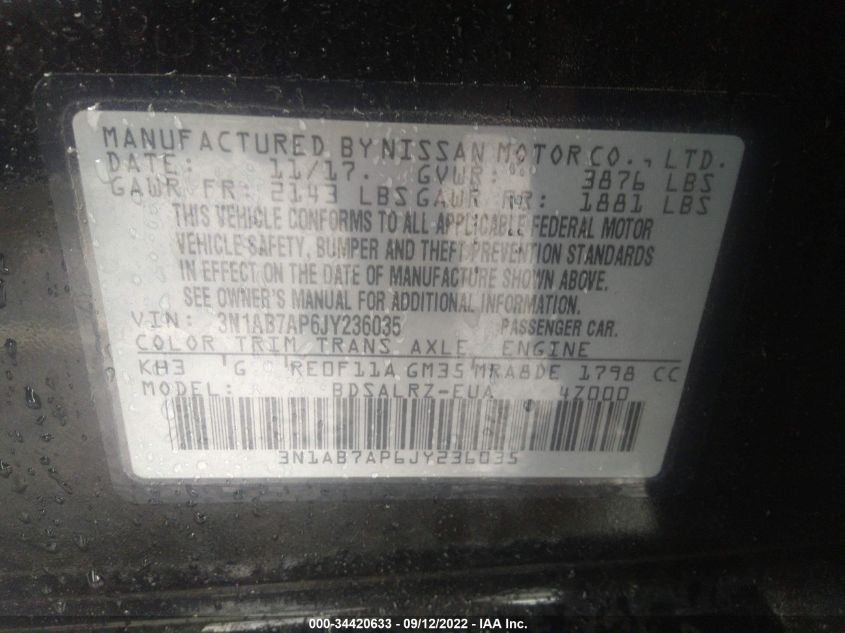 MANUFACTURED BY NISSAN MOTOR CO., LTD.
DATE: 11/17. GVWR: 3876 LBS
GAWR FR: 2143 LBS GAWR RR: 1881 LBS
THIS VEHICLE CONFORMS TO ALL APPLICABLE FEDERAL MOTOR
VEHICLE SAFETY, BUMPER AND THEFT PREVENTION STANDARDS
IN EFFECT ON THE DATE OF MANUFACTURE SHOWN ABOVE.
SEE OWNER'S MANUAL FOR ADDITIONAL INFORMATION.
VIN: 3N1AB7AP6JY236035 PASSENGER CAR.
COLOR TRIM TRANS AXLE ENGINE
KH3 G RE0F11A GM35 MRA8DE 1798 CC
MODEL: BDSALRZ-EUA 47000
3N1AB7AP6JY236035
000-34420633 - 09/12/2022 - IAA Inc.